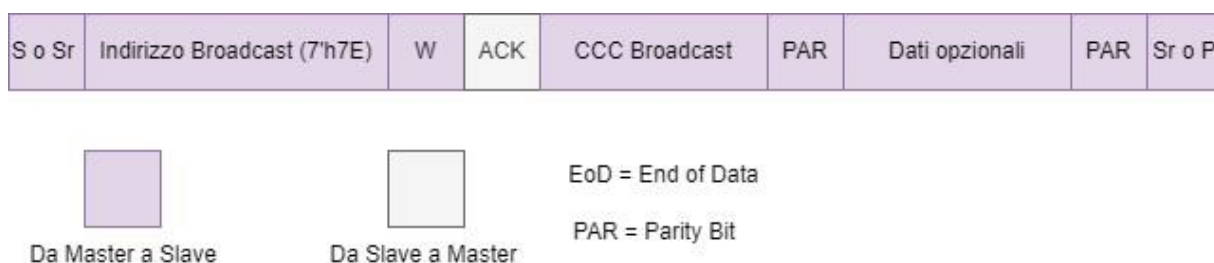 S o Sr Indirizzo Broadcast (7'h7E) W ACK CCC Broadcast PAR Dati opzionali PAR Sr o P
EoD = End of Data
PAR = Parity Bit
Da Master a Slave Da Slave a Master